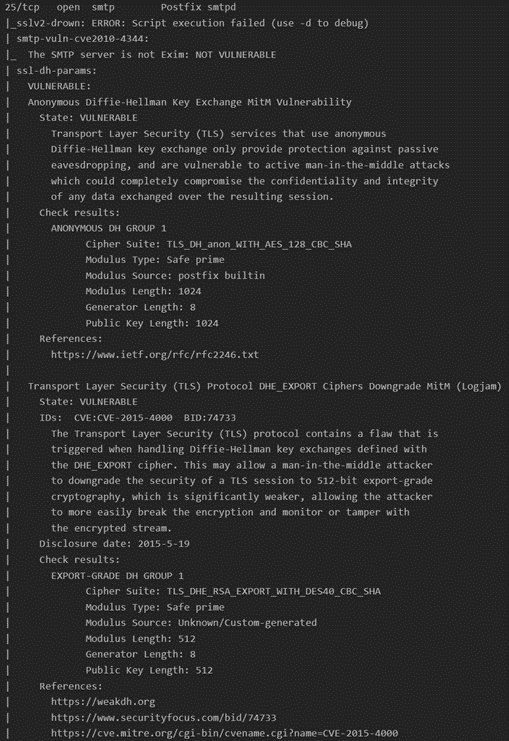 25/tcp   open  smtp        Postfix smtpd
|_sslv2-drown: ERROR: Script execution failed (use -d to debug)
| smtp-vuln-cve2010-4344:
|_  The SMTP server is not Exim: NOT VULNERABLE
| ssl-dh-params:
|   VULNERABLE:
|   Anonymous Diffie-Hellman Key Exchange MitM Vulnerability
|     State: VULNERABLE
|       Transport Layer Security (TLS) services that use anonymous
|       Diffie-Hellman key exchange only provide protection against passive
|       eavesdropping, and are vulnerable to active man-in-the-middle attacks
|       which could completely compromise the confidentiality and integrity
|       of any data exchanged over the resulting session.
|     Check results:
|       ANONYMOUS DH GROUP 1
|             Cipher Suite: TLS_DH_anon_WITH_AES_128_CBC_SHA
|             Modulus Type: Safe prime
|             Modulus Source: postfix builtin
|             Modulus Length: 1024
|             Generator Length: 8
|             Public Key Length: 1024
|     References:
|       https://www.ietf.org/rfc/rfc2246.txt
|
|   Transport Layer Security (TLS) Protocol DHE_EXPORT Ciphers Downgrade MitM (Logjam)
|     State: VULNERABLE
|     IDs:  CVE:CVE-2015-4000  BID:74733
|       The Transport Layer Security (TLS) protocol contains a flaw that is
|       triggered when handling Diffie-Hellman key exchanges defined with
|       the DHE_EXPORT cipher. This may allow a man-in-the-middle attacker
|       to downgrade the security of a TLS session to 512-bit export-grade
|       cryptography, which is significantly weaker, allowing the attacker
|       to more easily break the encryption and monitor or tamper with
|       the encrypted stream.
|     Disclosure date: 2015-5-19
|     Check results:
|       EXPORT-GRADE DH GROUP 1
|             Cipher Suite: TLS_DHE_RSA_EXPORT_WITH_DES40_CBC_SHA
|             Modulus Type: Safe prime
|             Modulus Source: Unknown/Custom-generated
|             Modulus Length: 512
|             Generator Length: 8
|             Public Key Length: 512
|     References:
|       https://weakdh.org
|       https://www.securityfocus.com/bid/74733
|       https://cve.mitre.org/cgi-bin/cvename.cgi?name=CVE-2015-4000